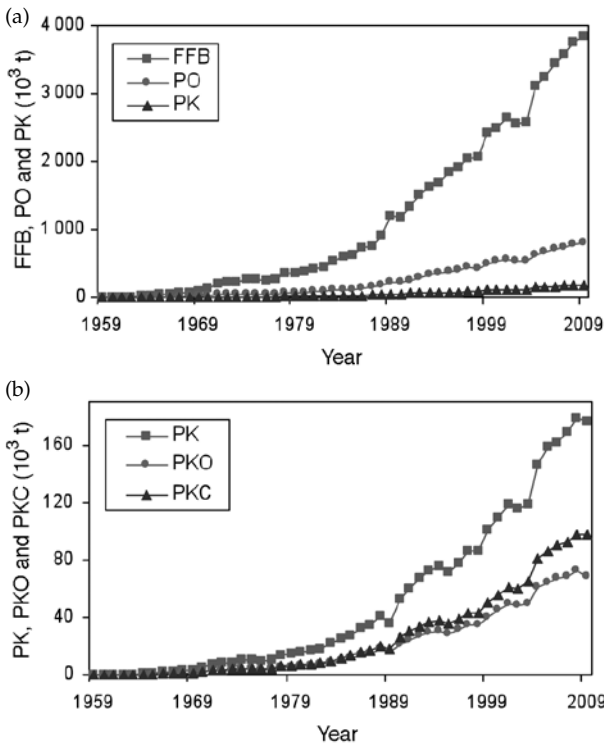 (a)
4 000
3 000
2 000
1 000
0
FFB, PO and PK (10³ t)
FFB
PO
PK
1959 1969 1979 1989 1999 2009
Year
(b)
160
120
80
40
0
PK, PKO and PKC (10³ t)
PK
PKO
PKC
1959 1969 1979 1989 1999 2009
Year